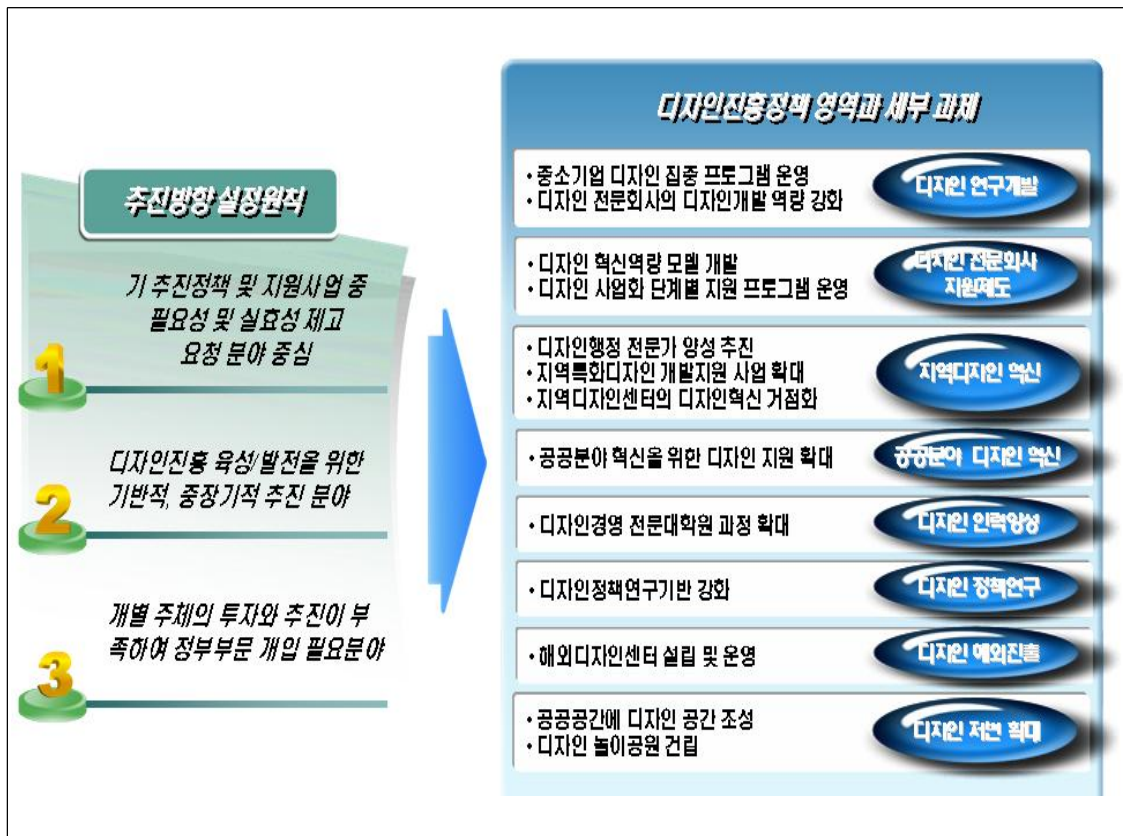 추진방향 설정원칙
기 추진정책 및 지원사업 중
필요성 및 실효성 제고
요청 분야 중심
1
디자인진흥 육성/발전을 위한
기반적, 중장기적 추진 분야
2
개별 주체의 투자와 추진이 부
족하여 정부부문 개입 필요분야
3
디자인진흥정책 영역과 세부 과제
• 중소기업 디자인 집중 프로그램 운영
• 디자인 전문회사의 디자인개발 역량 강화
디자인 연구개발
• 디자인 혁신역량 모델 개발
• 디자인 사업화 단계별 지원 프로그램 운영
디자인 전문회사
지원제도
• 디자인행정 전문가 양성 추진
• 지역특화디자인 개발지원 사업 확대
• 지역디자인센터의 디자인혁신 거점화
지역디자인 혁신
• 공공분야 혁신을 위한 디자인 지원 확대
공공분야 디자인 혁신
• 디자인경영 전문대학원 과정 확대
디자인 인력양성
• 디자인정책연구기반 강화
디자인 정책연구
• 해외디자인센터 설립 및 운영
디자인 해외진출
• 공공공간에 디자인 공간 조성
• 디자인 놀이공원 건립
디자인 저변 확대